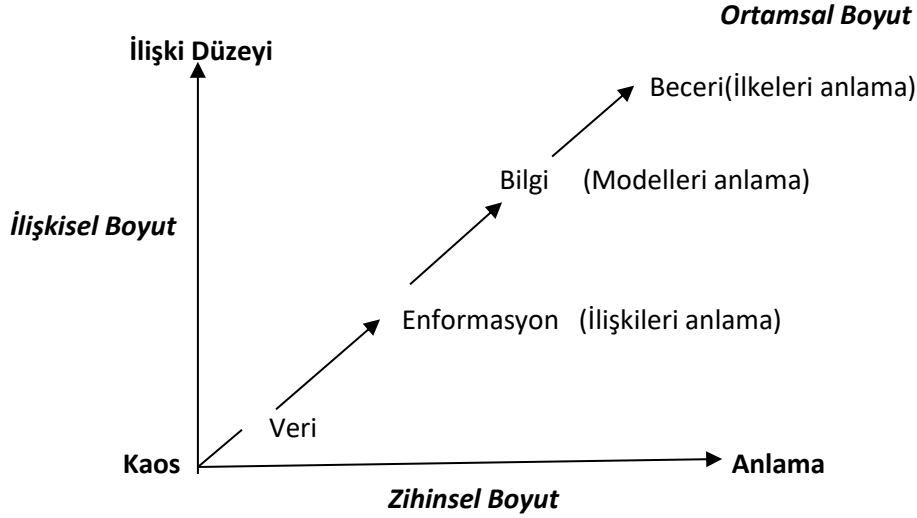 Ortamsal Boyut
İlişki Düzeyi
Beceri(İlkeleri anlama)
Bilgi (Modelleri anlama)
İlişkisel Boyut
Enformasyon (İlişkileri anlama)
Veri
Kaos
Anlama
Zihinsel Boyut